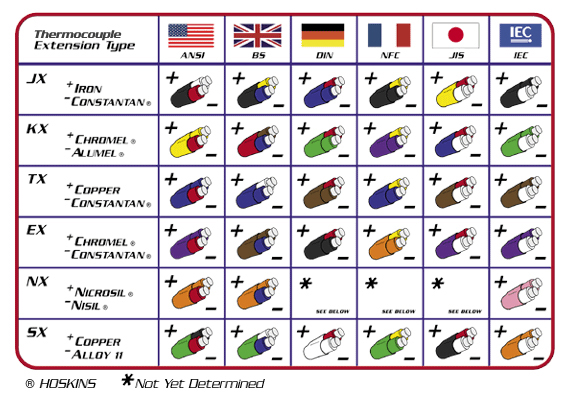 Thermocouple
Extension Type
ANSI BS DIN NFC JIS IEC
IEC
JX + IRON
- CONSTANTAN ®
KX + CHROMEL ®
- ALUMEL ®
TX + COPPER
- CONSTANTAN ®
EX + CHROMEL ®
- CONSTANTAN ®
NX + NICROSIL ®
- NISIL ®
* * *
SEE BELOW SEE BELOW SEE BELOW
SX + COPPER
- ALLOY 11
® HOSKINS * Not Yet Determined